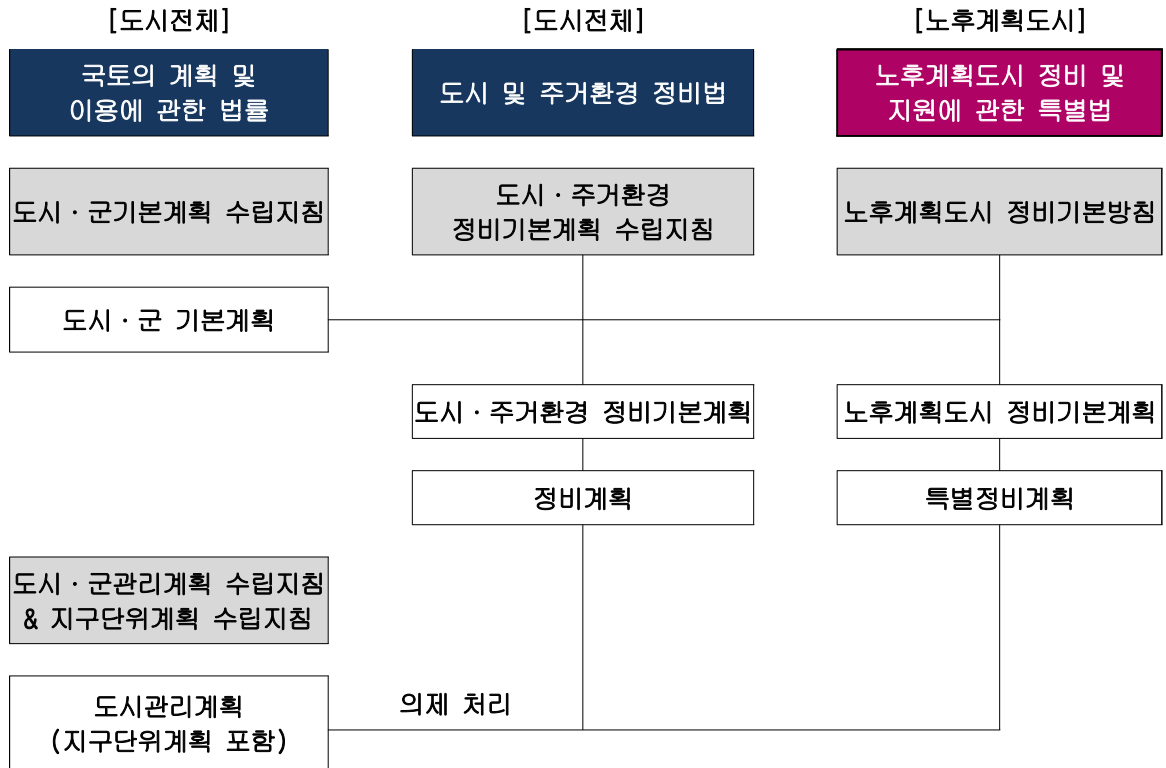 [도시전체]
[도시전체]
[노후계획도시]
국토의 계획 및
이용에 관한 법률
도시 및 주거환경 정비법
노후계획도시 정비 및
지원에 관한 특별법
도시 · 군기본계획 수립지침
도시 · 주거환경
정비기본계획 수립지침
노후계획도시 정비기본방침
도시 · 군 기본계획
도시 · 주거환경 정비기본계획
노후계획도시 정비기본계획
정비계획
특별정비계획
도시 · 군관리계획 수립지침
& 지구단위계획 수립지침
도시관리계획
(지구단위계획 포함)
의제 처리